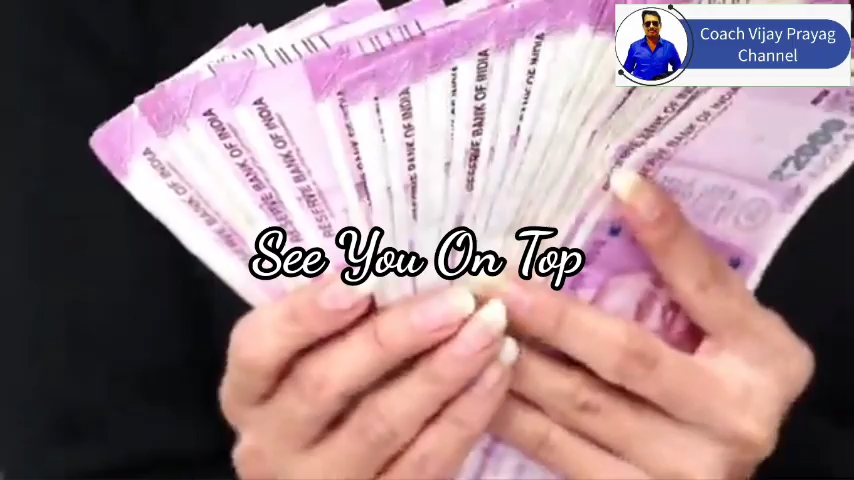 Coach Vijay Prayag
Channel
RESERVE BANK OF INDIA
RESERVE BANK OF INDIA
RESERVE BANK OF INDIA
₹2000
See You On Top